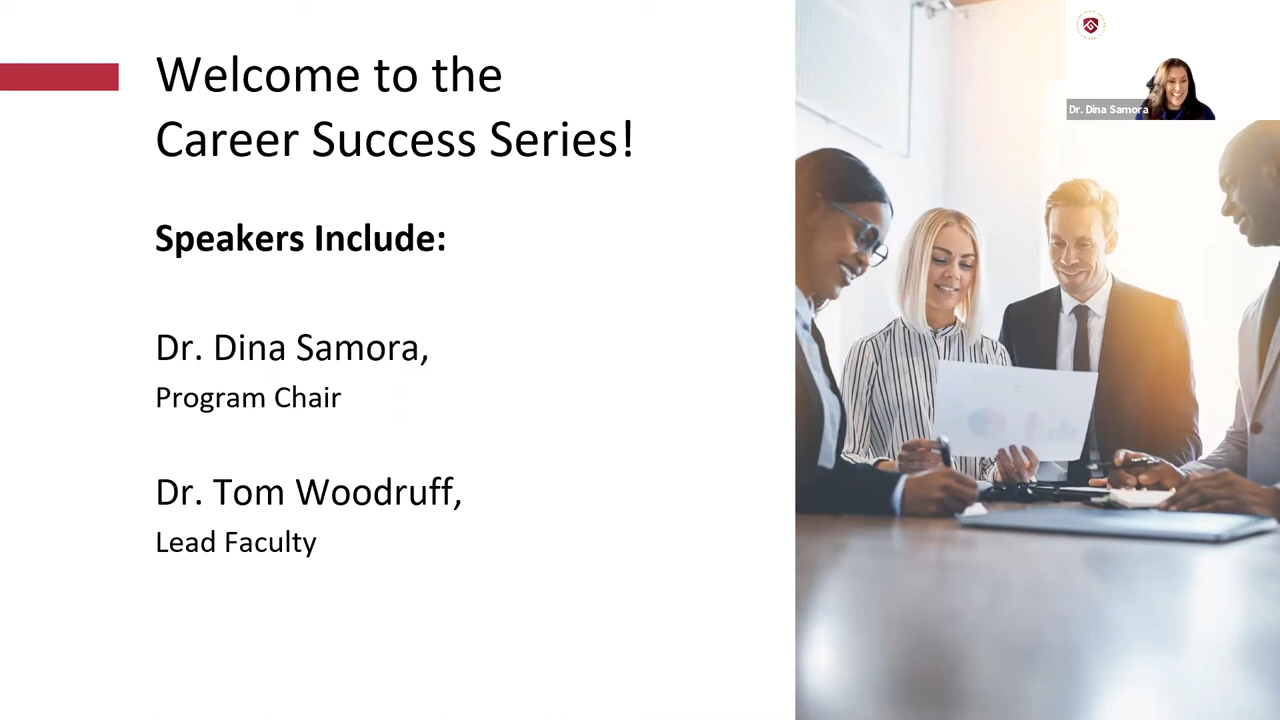 Welcome to the
Career Success Series!
Speakers Include:
Dr. Dina Samora,
Program Chair
Dr. Tom Woodruff,
Lead Faculty
Dr. Dina Samora